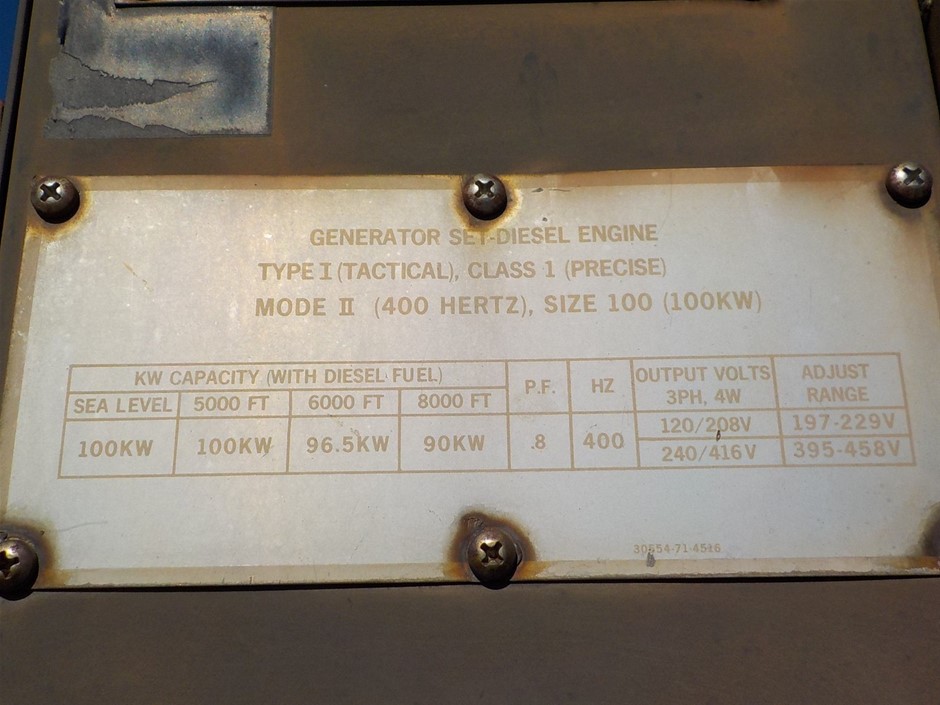 GENERATOR SET-DIESEL ENGINE
TYPE I (TACTICAL), CLASS 1 (PRECISE)
MODE II (400 HERTZ), SIZE 100 (100KW)
KW CAPACITY (WITH DIESEL FUEL) P.F. HZ OUTPUT VOLTS 3PH, 4W ADJUST RANGE
SEA LEVEL 5000 FT 6000 FT 8000 FT
100KW 100KW 96.5KW 90KW .8 400 120/208V 197-229V
240/416V 395-458V